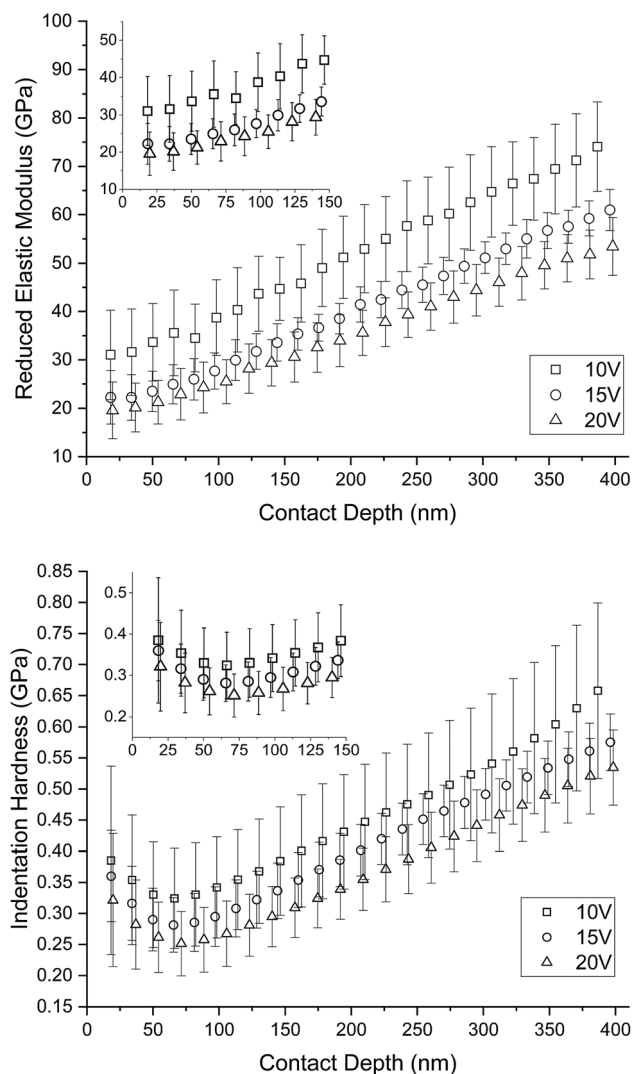 100
90
80
70
60
50
40
30
20
10
Reduced Elastic Modulus (GPa)
50
40
30
20
10
0 25 50 75 100 125 150
10V
15V
20V
0 50 100 150 200 250 300 350 400
Contact Depth (nm)
0.85
0.80
0.75
0.70
0.65
0.60
0.55
0.50
0.45
0.40
0.35
0.30
0.25
0.20
0.15
Indentation Hardness (GPa)
0.5
0.4
0.3
0.2
0 25 50 75 100 125 150
10V
15V
20V
0 50 100 150 200 250 300 350 400
Contact Depth (nm)